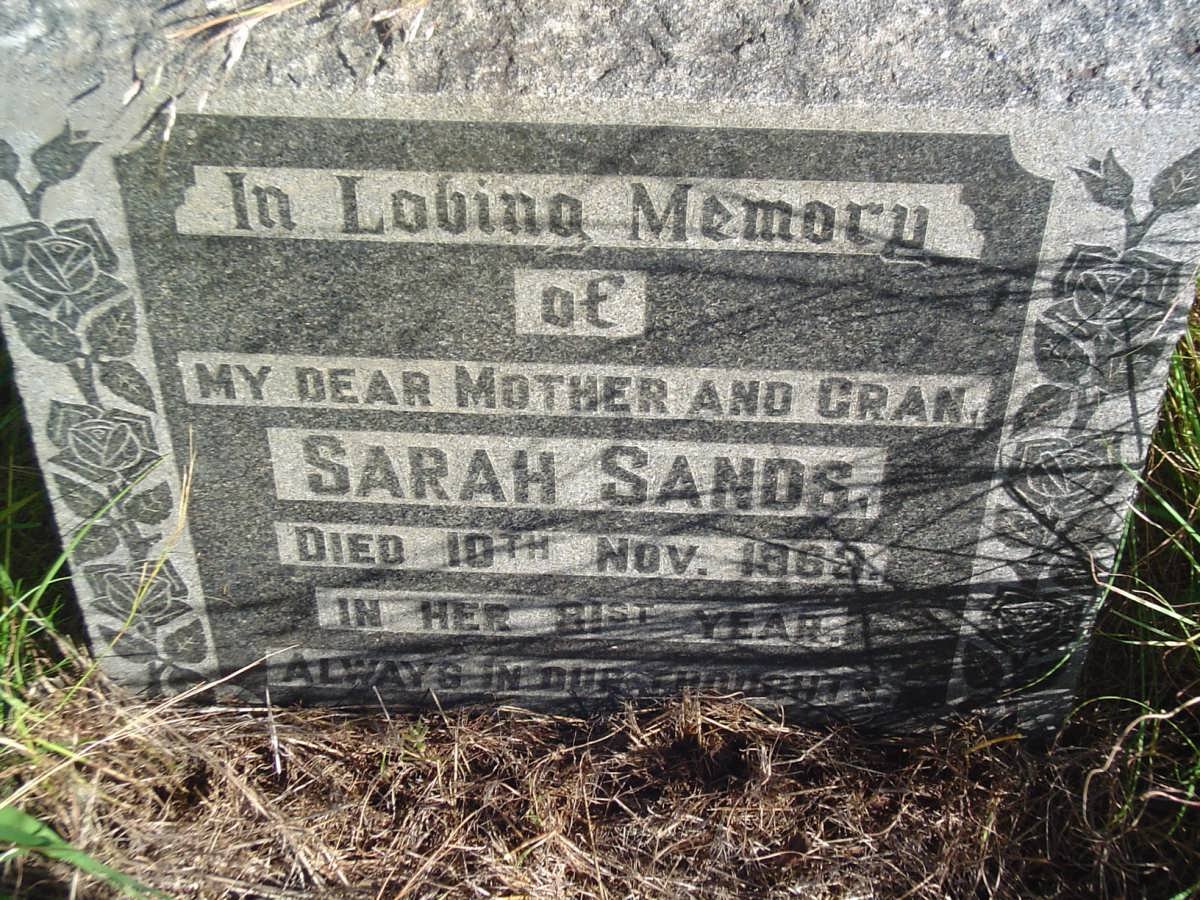 In Loving Memory
of
MY DEAR MOTHER AND GRAN,
SARAH SANDS,
DIED 10TH NOV. 1962.
IN HER 81ST YEAR.
ALWAYS IN OUR THOUGHTS